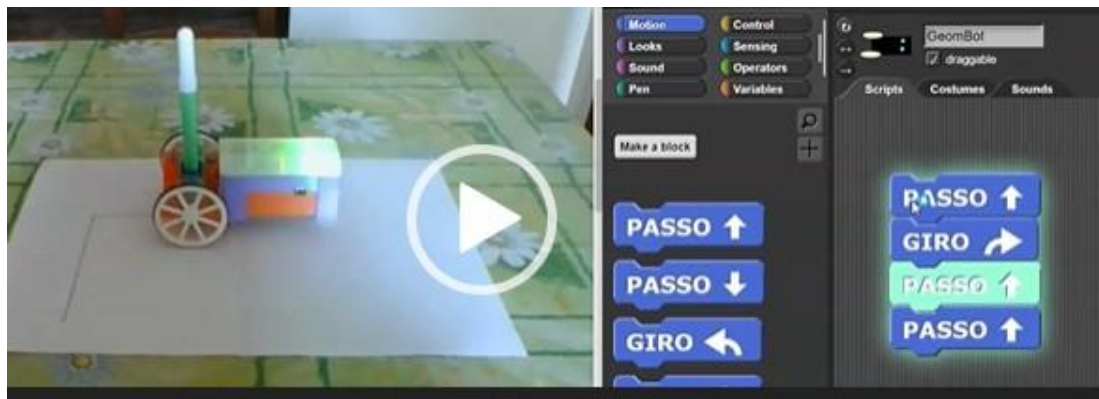 Motion
Control
Looks
Sensing
Sound
Operators
Pen
Variables
Make a block
PASSO
PASSO
GIRO
GeomBot
draggable
Scripts Costumes Sounds
PASSO
GIRO
PASSO
PASSO